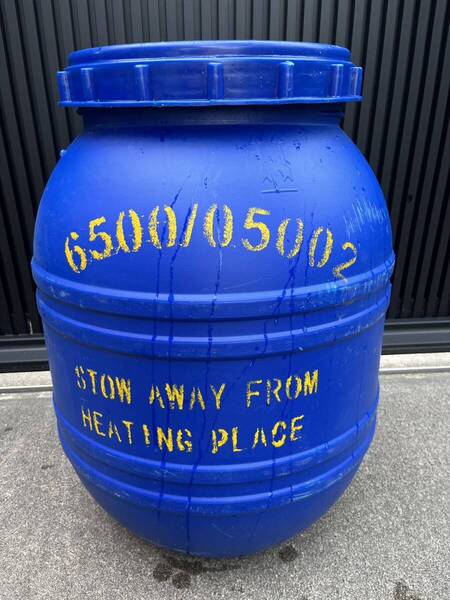 6500/05002
STOW AWAY FROM
HEATING PLACE